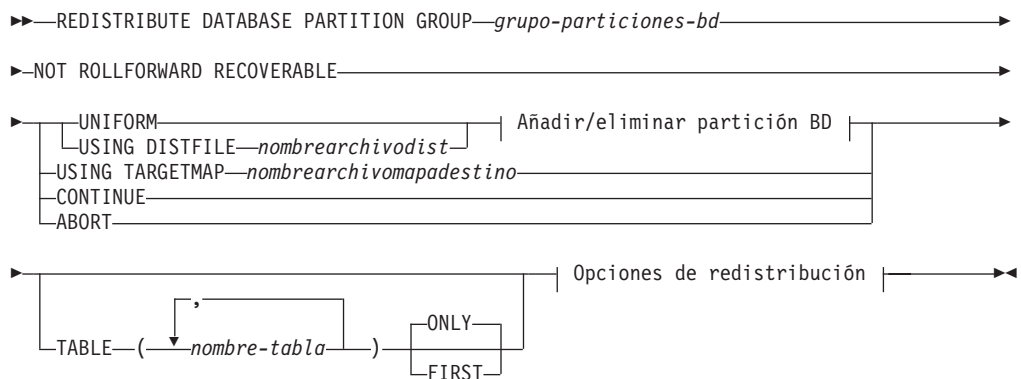 REDISTRIBUTE DATABASE PARTITION GROUP grupo-particiones-bd
NOT ROLLFORWARD RECOVERABLE
UNIFORM
USING DISTFILE nombrearchivodist
Añadir/eliminar partición BD
USING TARGETMAP nombrearchivomapadestino
CONTINUE
ABORT
Opciones de redistribución
,
ONLY
TABLE ( nombre-tabla )
FIRST